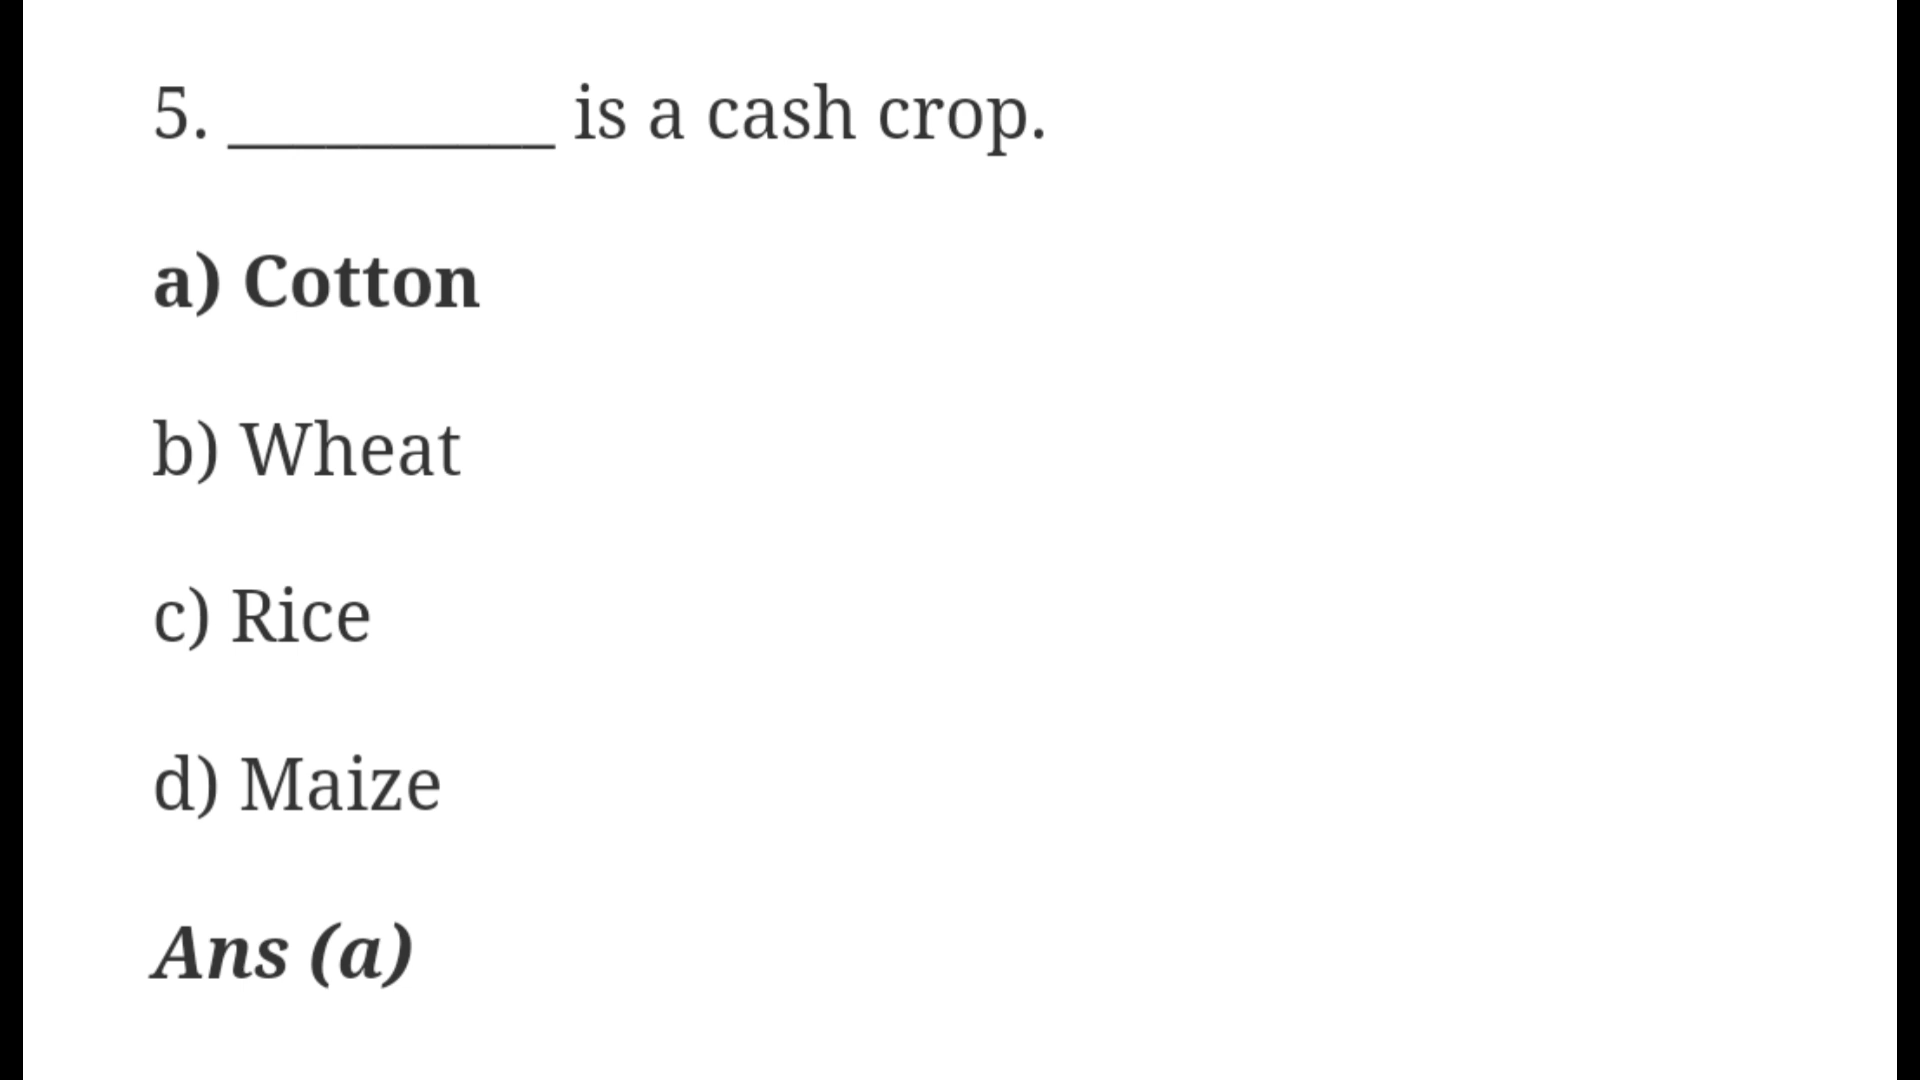 5. __________ is a cash crop.
a) Cotton
b) Wheat
c) Rice
d) Maize
Ans (a)